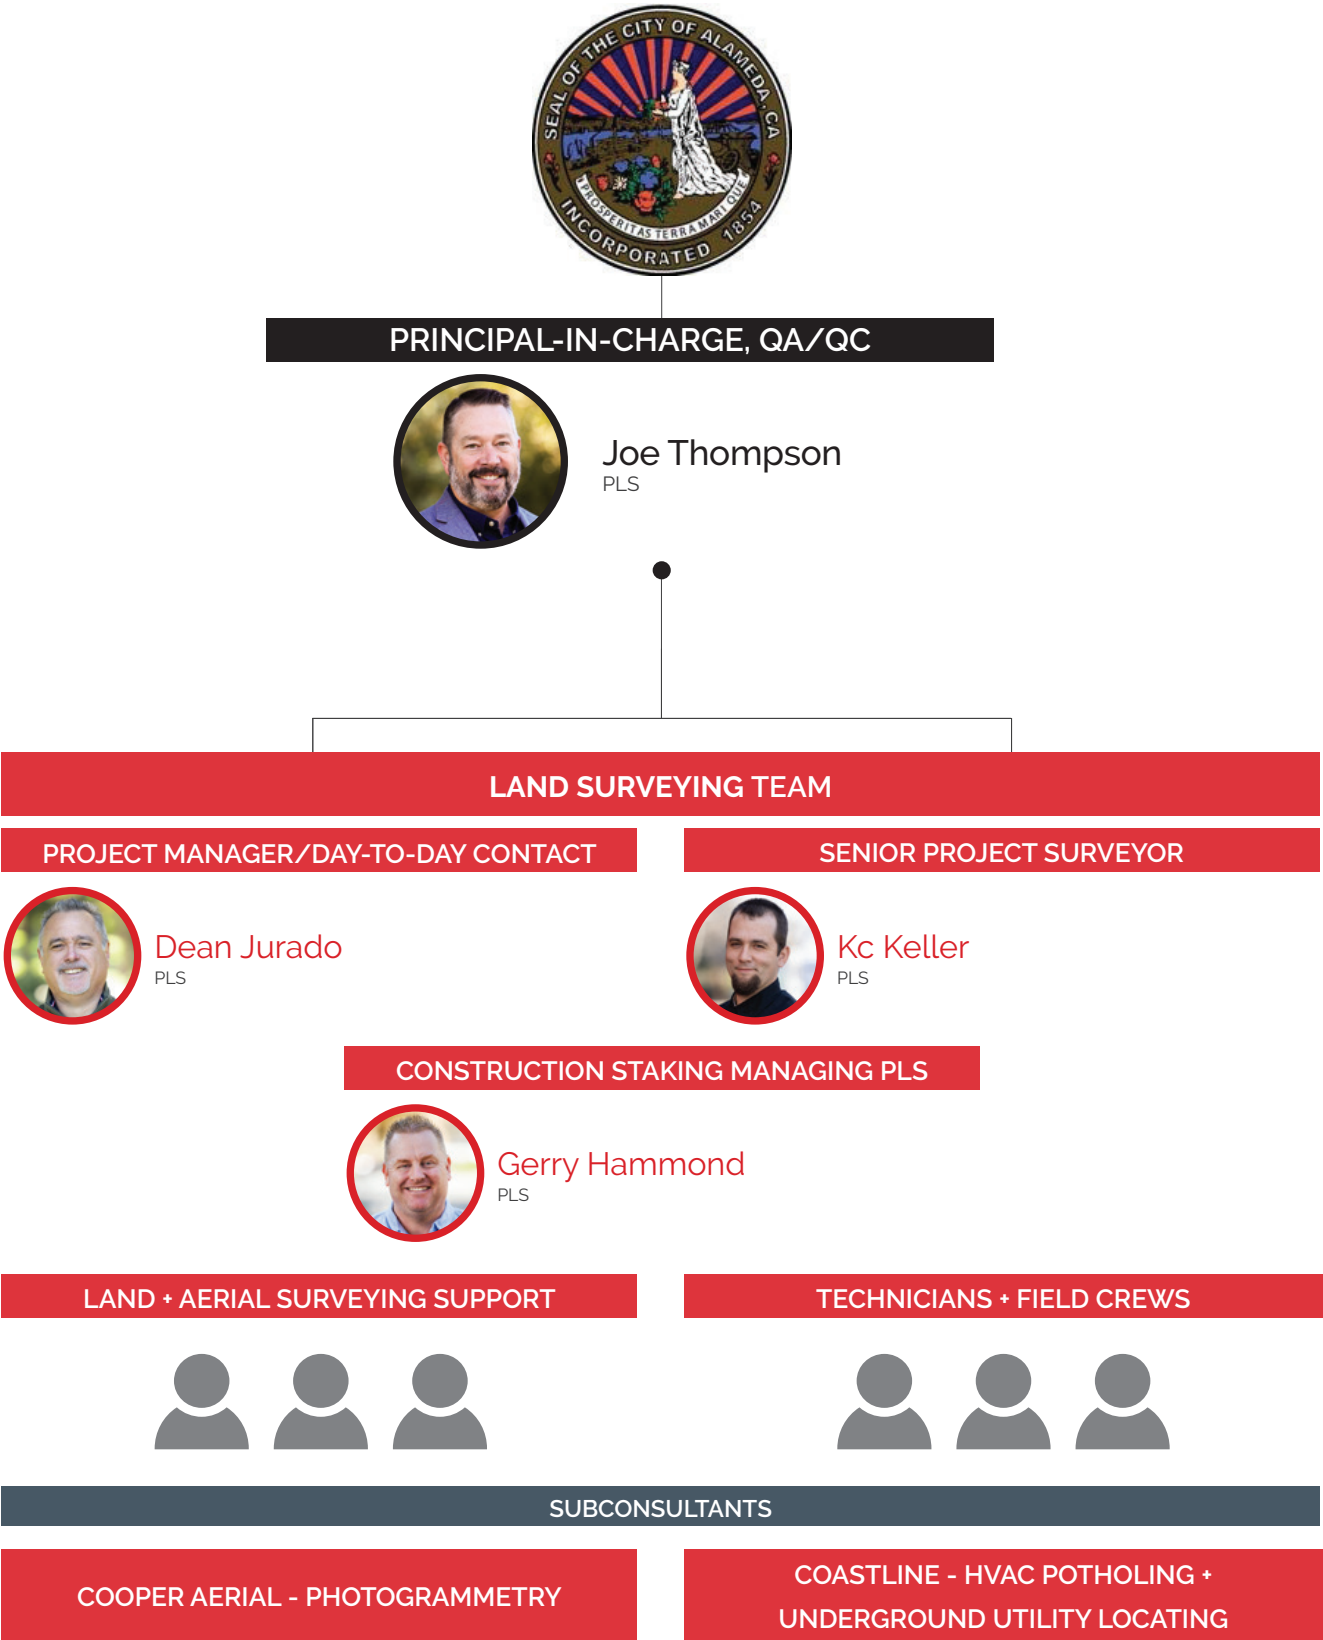 SEAL OF THE CITY OF ALAMEDA, CA
PROSPERITAS TERRA MARI QUE
INCORPORATED 1854
PRINCIPAL-IN-CHARGE, QA/QC
Joe Thompson
PLS
LAND SURVEYING TEAM
PROJECT MANAGER/DAY-TO-DAY CONTACT
Dean Jurado
PLS
SENIOR PROJECT SURVEYOR
Kc Keller
PLS
CONSTRUCTION STAKING MANAGING PLS
Gerry Hammond
PLS
LAND + AERIAL SURVEYING SUPPORT
TECHNICIANS + FIELD CREWS
SUBCONSULTANTS
COOPER AERIAL - PHOTOGRAMMETRY
COASTLINE - HVAC POTHOLING +
UNDERGROUND UTILITY LOCATING